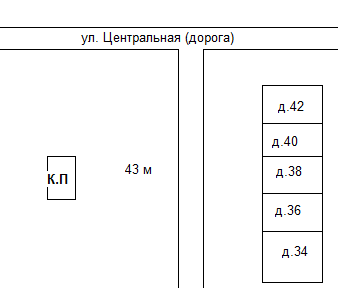 ул. Центральная (дорога)
д.42
д.40
43 м
д.38
К.П
д.36
д.34